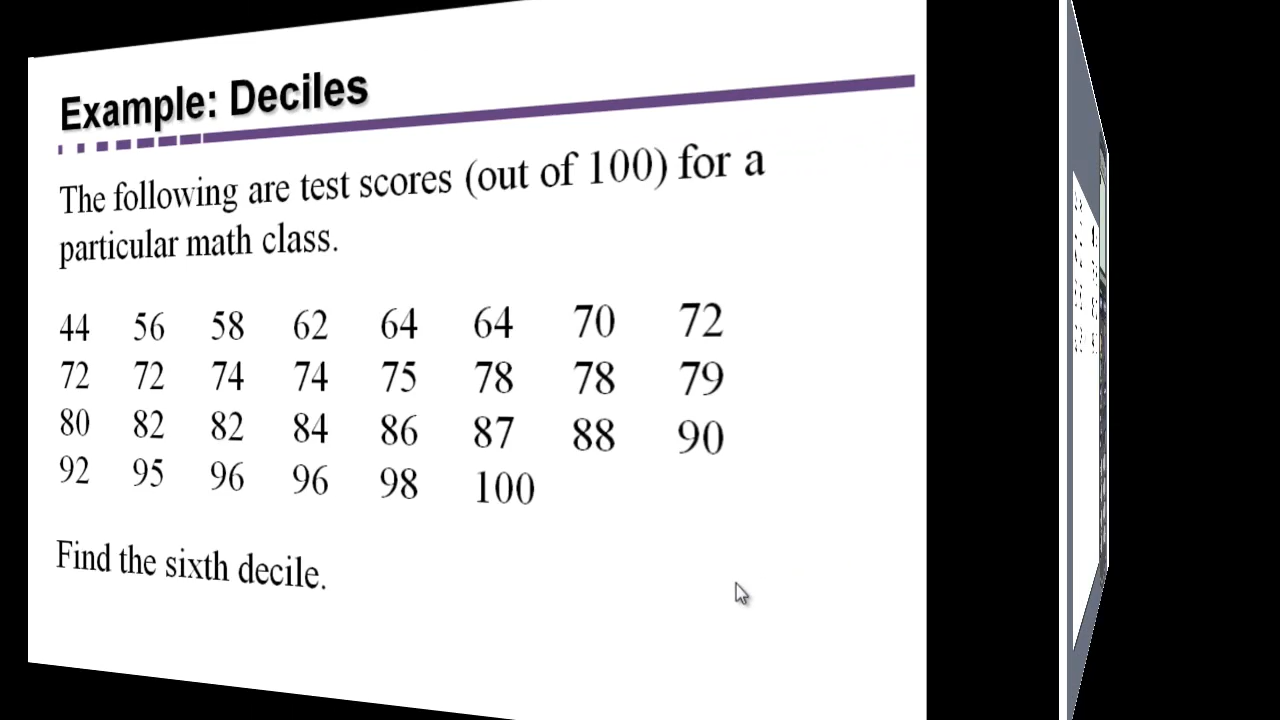 Example: Deciles
The following are test scores (out of 100) for a
particular math class.
44 56 58 62 64 64 70 72
72 72 74 74 75 78 78 79
80 82 82 84 86 87 88 90
92 95 96 96 98 100
Find the sixth decile.